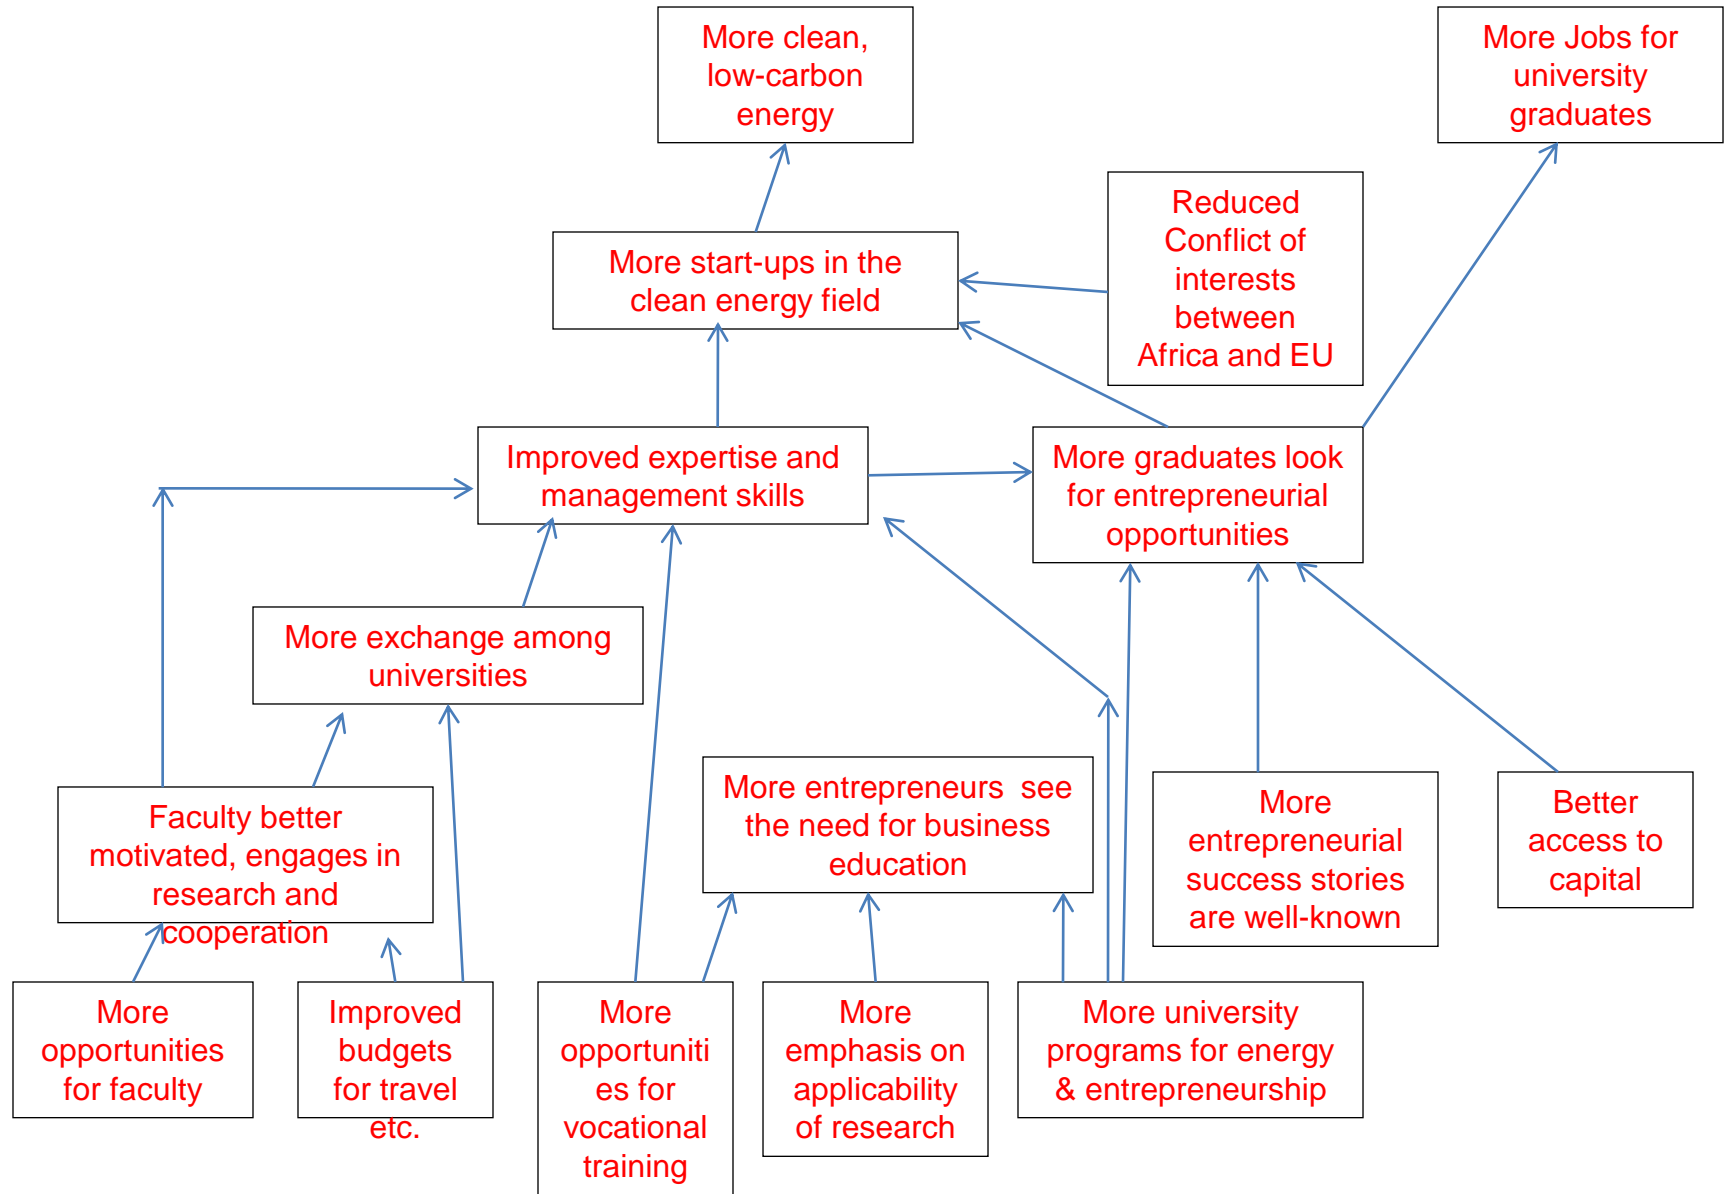 More clean,
low-carbon
energy
More Jobs for
university
graduates
Reduced
Conflict of
interests
between
Africa and EU
More start-ups in the
clean energy field
Improved expertise and
management skills
More graduates look
for entrepreneurial
opportunities
More exchange among
universities
More entrepreneurs  see
the need for business
education
More
entrepreneurial
success stories
are well-known
Better
access to
capital
Faculty better
motivated, engages in
research and
cooperation
More
opportunities
for faculty
Improved
budgets
for travel
etc.
More
opportuniti
es for
vocational
training
More
emphasis on
applicability
of research
More university
programs for energy
& entrepreneurship